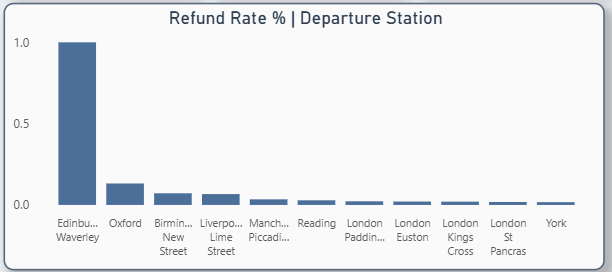 Refund Rate % | Departure Station
1.0
0.5
0.0
Edinbu... Oxford Birmin... Liverpo... Manch... Reading London London London London York
Waverley New Lime Piccadi... Paddin... Euston Kings St
Street Street Cross Pancras